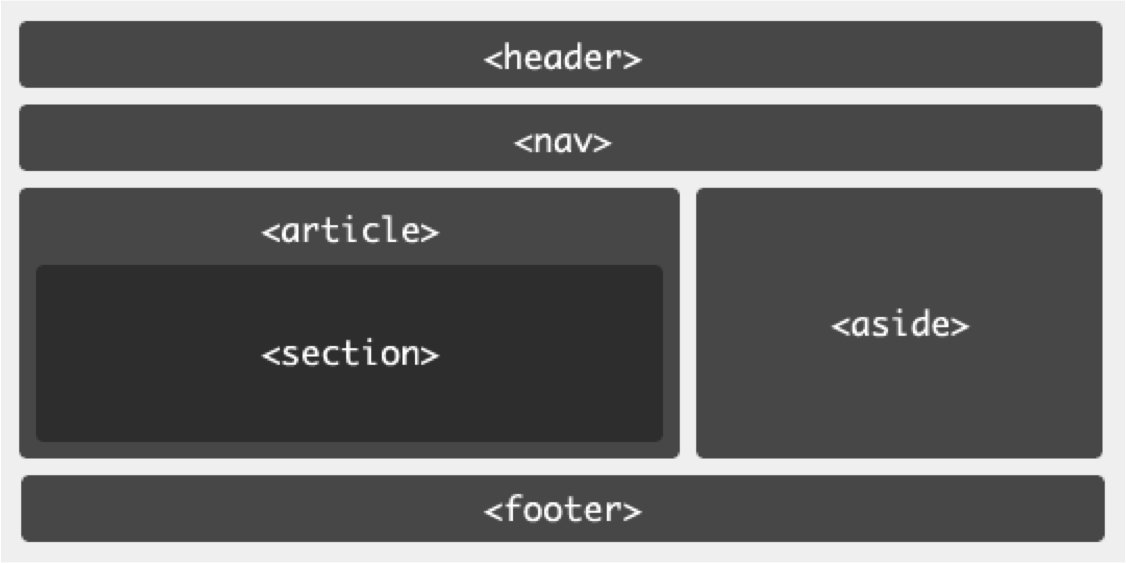 <header>
<nav>
<article>
<section>
<aside>
<footer>